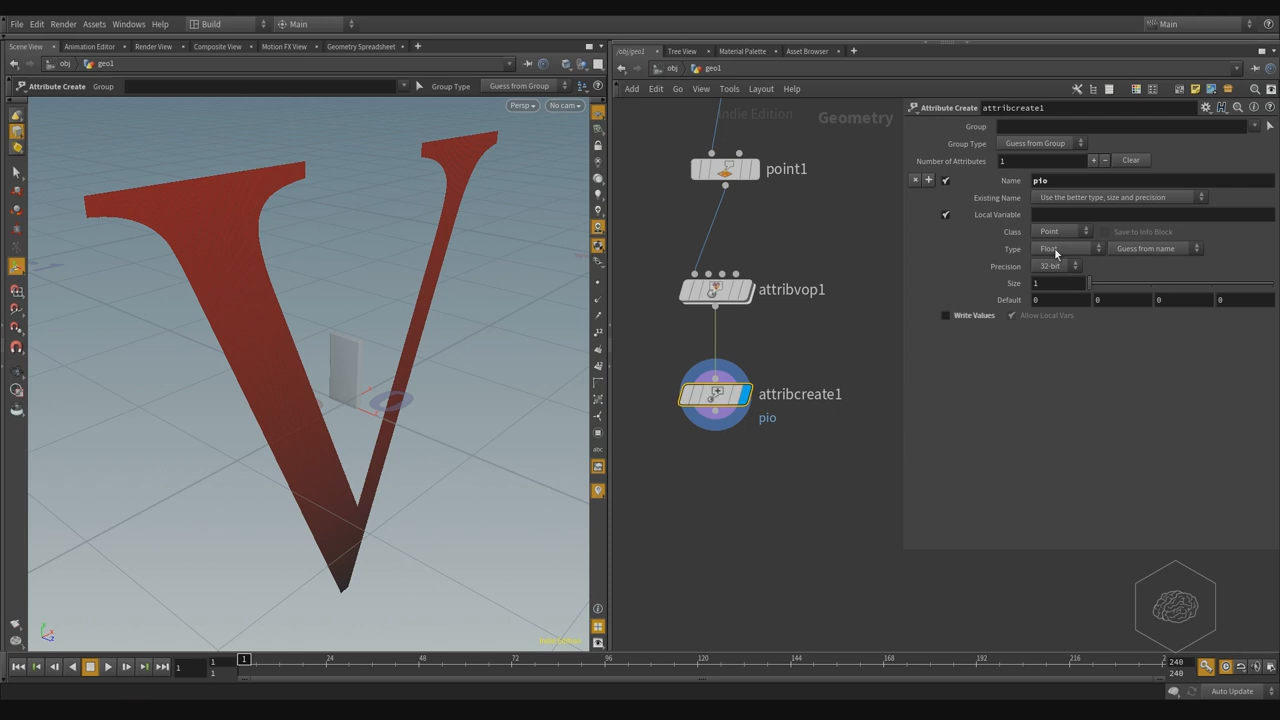 File Edit Render Assets Windows Help Build Main Main
Scene View Animation Editor Render View Composite View Motion FX View Geometry Spreadsheet
/obj/geo1 Tree View Material Palette Asset Browser
obj geo1
obj geo1
Attribute Create Group Group Type Guess from Group
Add Edit Go View Tools Layout Help
Persp No cam
Indie Edition
Geometry
Attribute Create attribcreate1
Group
Group Type Guess from Group
Number of Attributes 1 + - Clear
Name pio
Existing Name Use the better type, size and precision
Local Variable
Class Point Save to Info Block
Type Float Guess from name
Precision 32-bit
Size 1
Default 0 0 0 0
Write Values Allow Local Vars
point1
attribvop1
attribcreate1
pio
abc
1 1 1 1 24 48 72 96 120 144 168 192 216 2 240 240
Auto Update